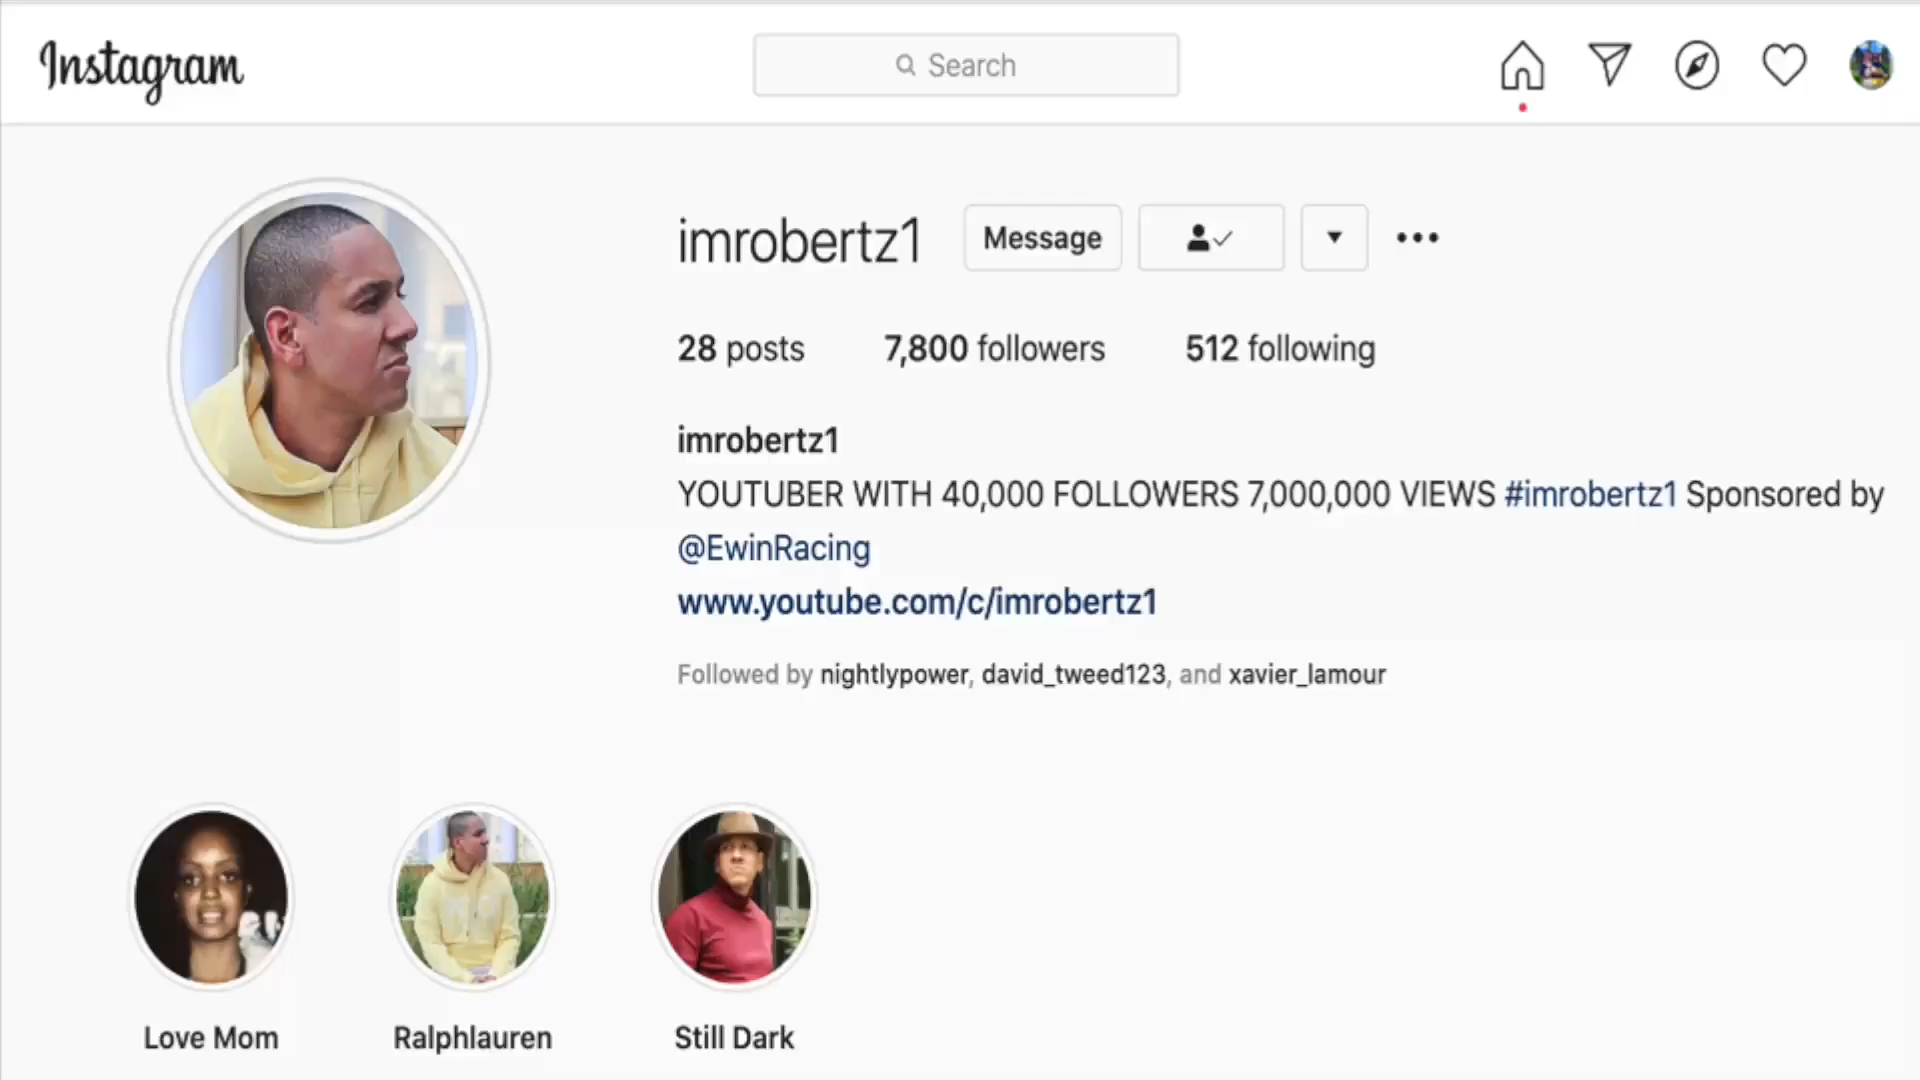 Instagram
Search
imrobertz1 Message
28 posts 7,800 followers 512 following
imrobertz1
YOUTUBER WITH 40,000 FOLLOWERS 7,000,000 VIEWS #imrobertz1 Sponsored by
@EwinRacing
www.youtube.com/c/imrobertz1
Followed by nightlypower, david_tweed123, and xavier_lamour
Love Mom Ralphlauren Still Dark